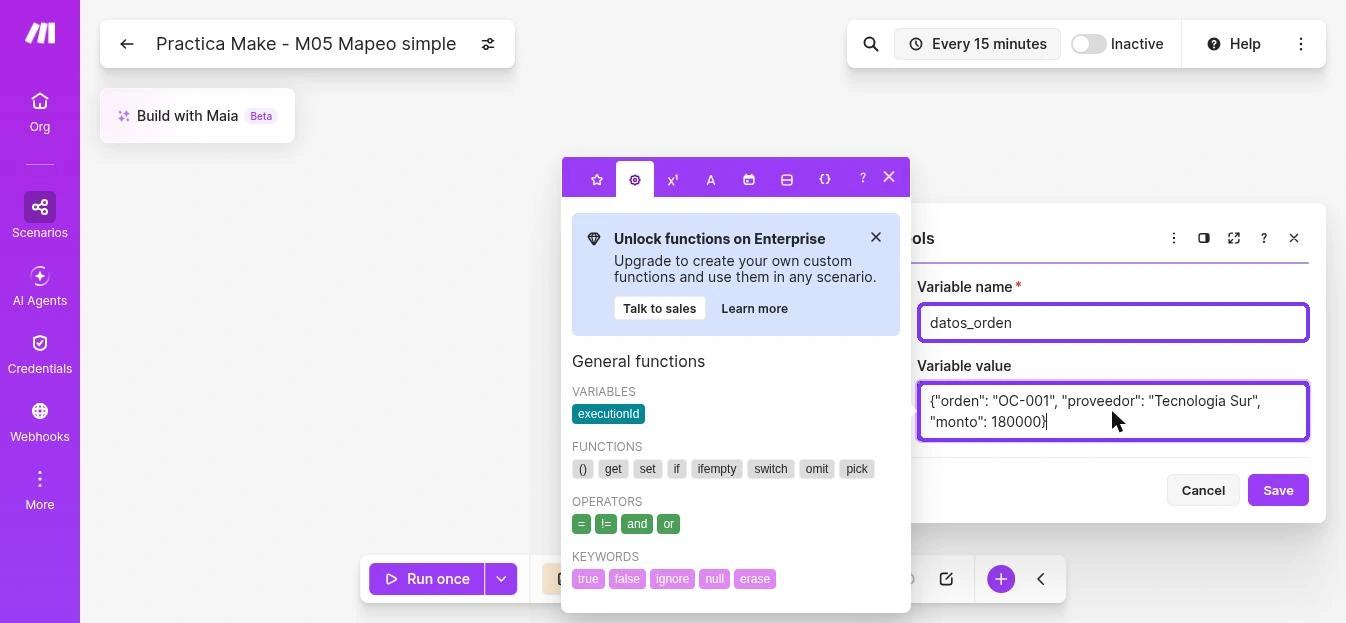 Practica Make - M05 Mapeo simple
Every 15 minutes
Inactive
Help
Build with Maia Beta
Org
Scenarios
AI Agents
Credentials
Webhooks
More
?
Unlock functions on Enterprise
Upgrade to create your own custom
functions and use them in any scenario.
Talk to sales Learn more
General functions
VARIABLES
executionId
FUNCTIONS
() get set if ifempty switch omit pick
OPERATORS
= != and or
KEYWORDS
true false ignore null erase
ols
?
Variable name*
datos_orden
Variable value
{"orden": "OC-001", "proveedor": "Tecnologia Sur",
"monto": 180000}
Cancel Save
Run once